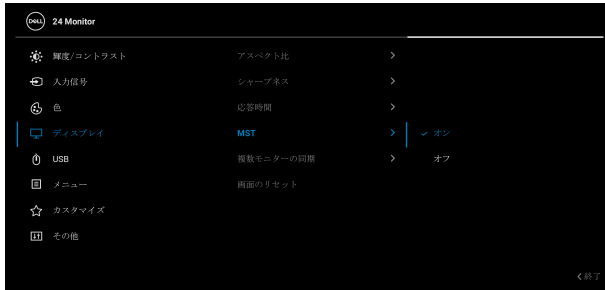 DELL 24 Monitor
輝度/コントラスト アスペクト比
入力信号 シャープネス
色 応答時間
ディスプレイ MST オン
USB 複数モニターの同期 オフ
メニュー 画面のリセット
カスタマイズ
その他
終了